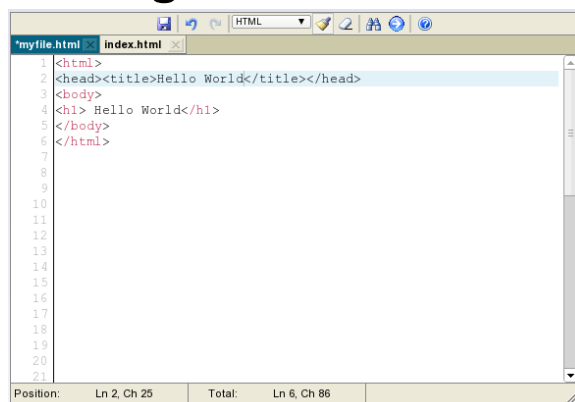 HTML
*myfile.html index.html
1 <html>
2 <head><title>Hello World</title></head>
3 <body>
4 <h1> Hello World</h1>
5 </body>
6 </html>
7
8
9
10
11
12
13
14
15
16
17
18
19
20
21
Position: Ln 2, Ch 25 Total: Ln 6, Ch 86